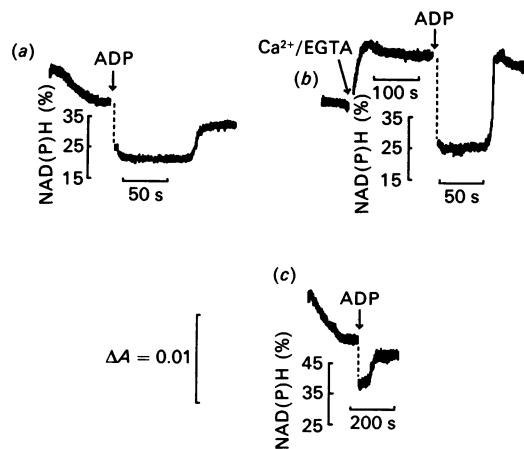 (a)
ADP
NAD(P)H (%)
35
25
15
50 s
(b)
Ca²⁺/EGTA
ADP
100 s
NAD(P)H (%)
35
25
15
50 s
ΔA = 0.01
(c)
ADP
NAD(P)H (%)
45
35
25
200 s